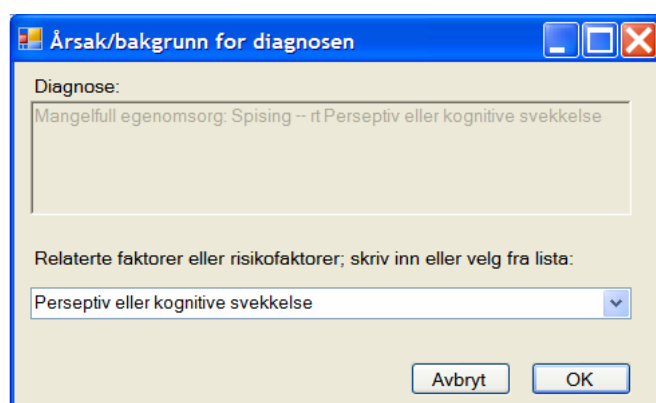 Årsak/bakgrunn for diagnosen
Diagnose:
Mangelfull egenomsorg: Spising -- rt Perseptiv eller kognitive svekkelse
Relaterte faktorer eller risikofaktorer; skriv inn eller velg fra lista:
Perseptiv eller kognitive svekkelse
Avbryt OK